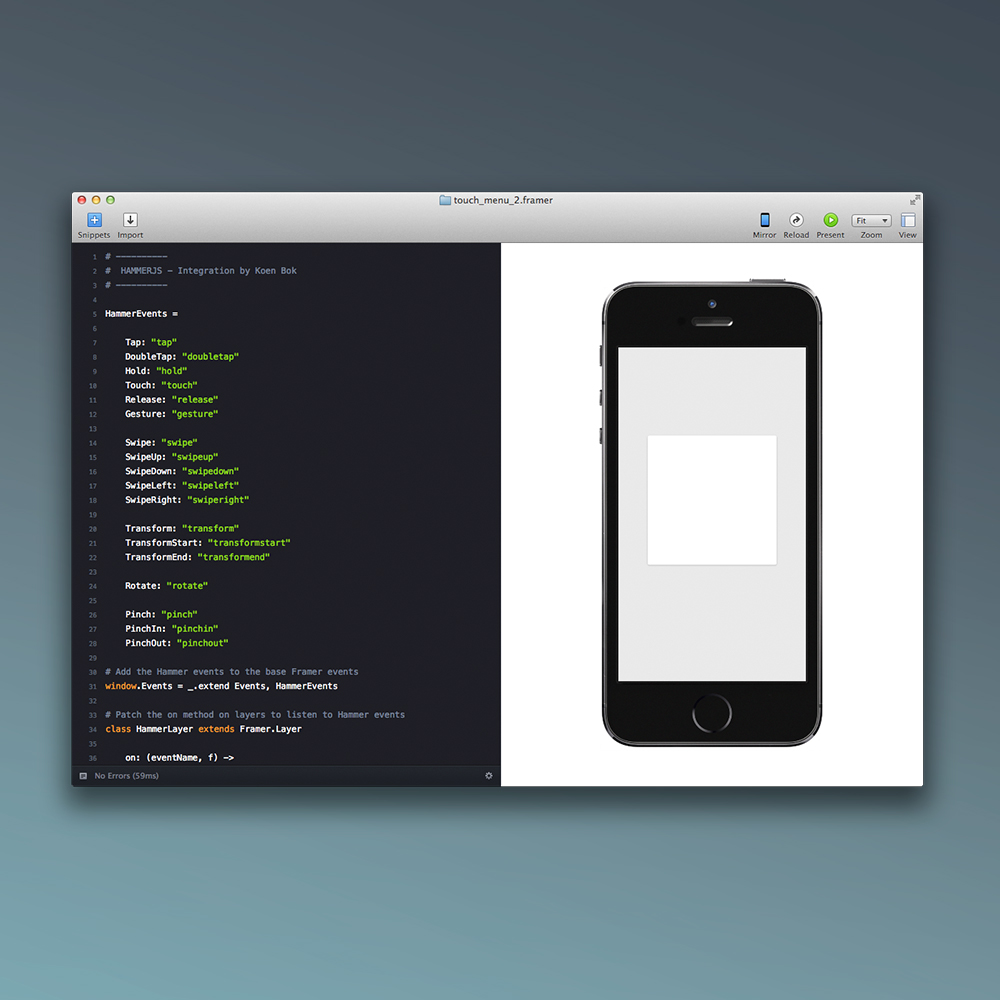 touch_menu_2.framer
Snippets Import Mirror Reload Present Fit Zoom View
1 # ----------
2 #  HAMMERJS - Integration by Koen Bok
3 # ----------
4
5 HammerEvents =
6
7     Tap: "tap"
8     DoubleTap: "doubletap"
9     Hold: "hold"
10     Touch: "touch"
11     Release: "release"
12     Gesture: "gesture"
13
14     Swipe: "swipe"
15     SwipeUp: "swipeup"
16     SwipeDown: "swipedown"
17     SwipeLeft: "swipeleft"
18     SwipeRight: "swiperight"
19
20     Transform: "transform"
21     TransformStart: "transformstart"
22     TransformEnd: "transformend"
23
24     Rotate: "rotate"
25
26     Pinch: "pinch"
27     PinchIn: "pinchin"
28     PinchOut: "pinchout"
29
30 # Add the Hammer events to the base Framer events
31 window.Events = _.extend Events, HammerEvents
32
33 # Patch the on method on layers to listen to Hammer events
34 class HammerLayer extends Framer.Layer
35
36     on: (eventName, f) ->
No Errors (59ms)